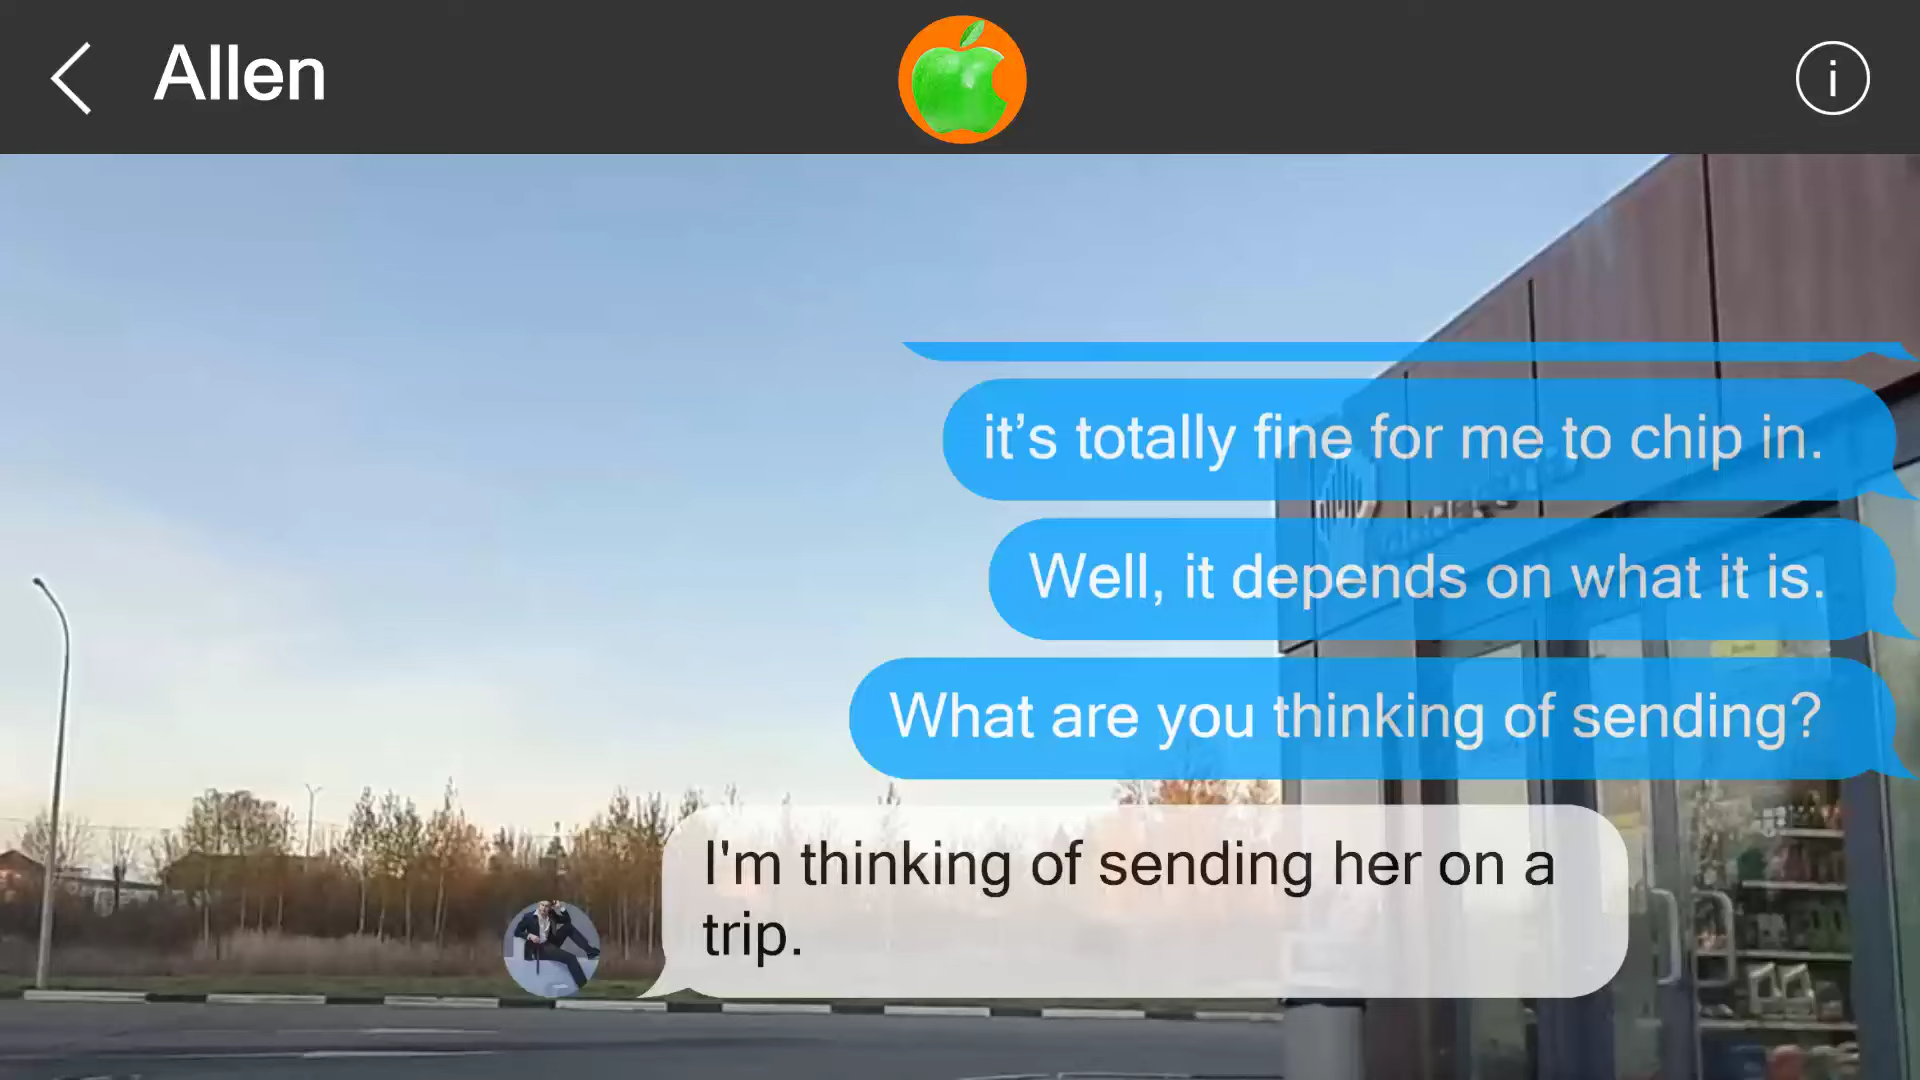 Allen
it’s totally fine for me to chip in.
Well, it depends on what it is.
What are you thinking of sending?
I'm thinking of sending her on a
trip.